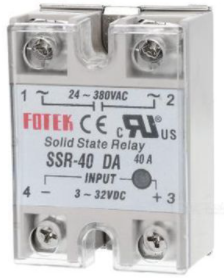 1 ~ 24 ~ 380VAC ~ 2
FOTEK CE c RU US
Solid State Relay
SSR-40 DA 40 A
INPUT
4 - 3 ~ 32VDC + 3